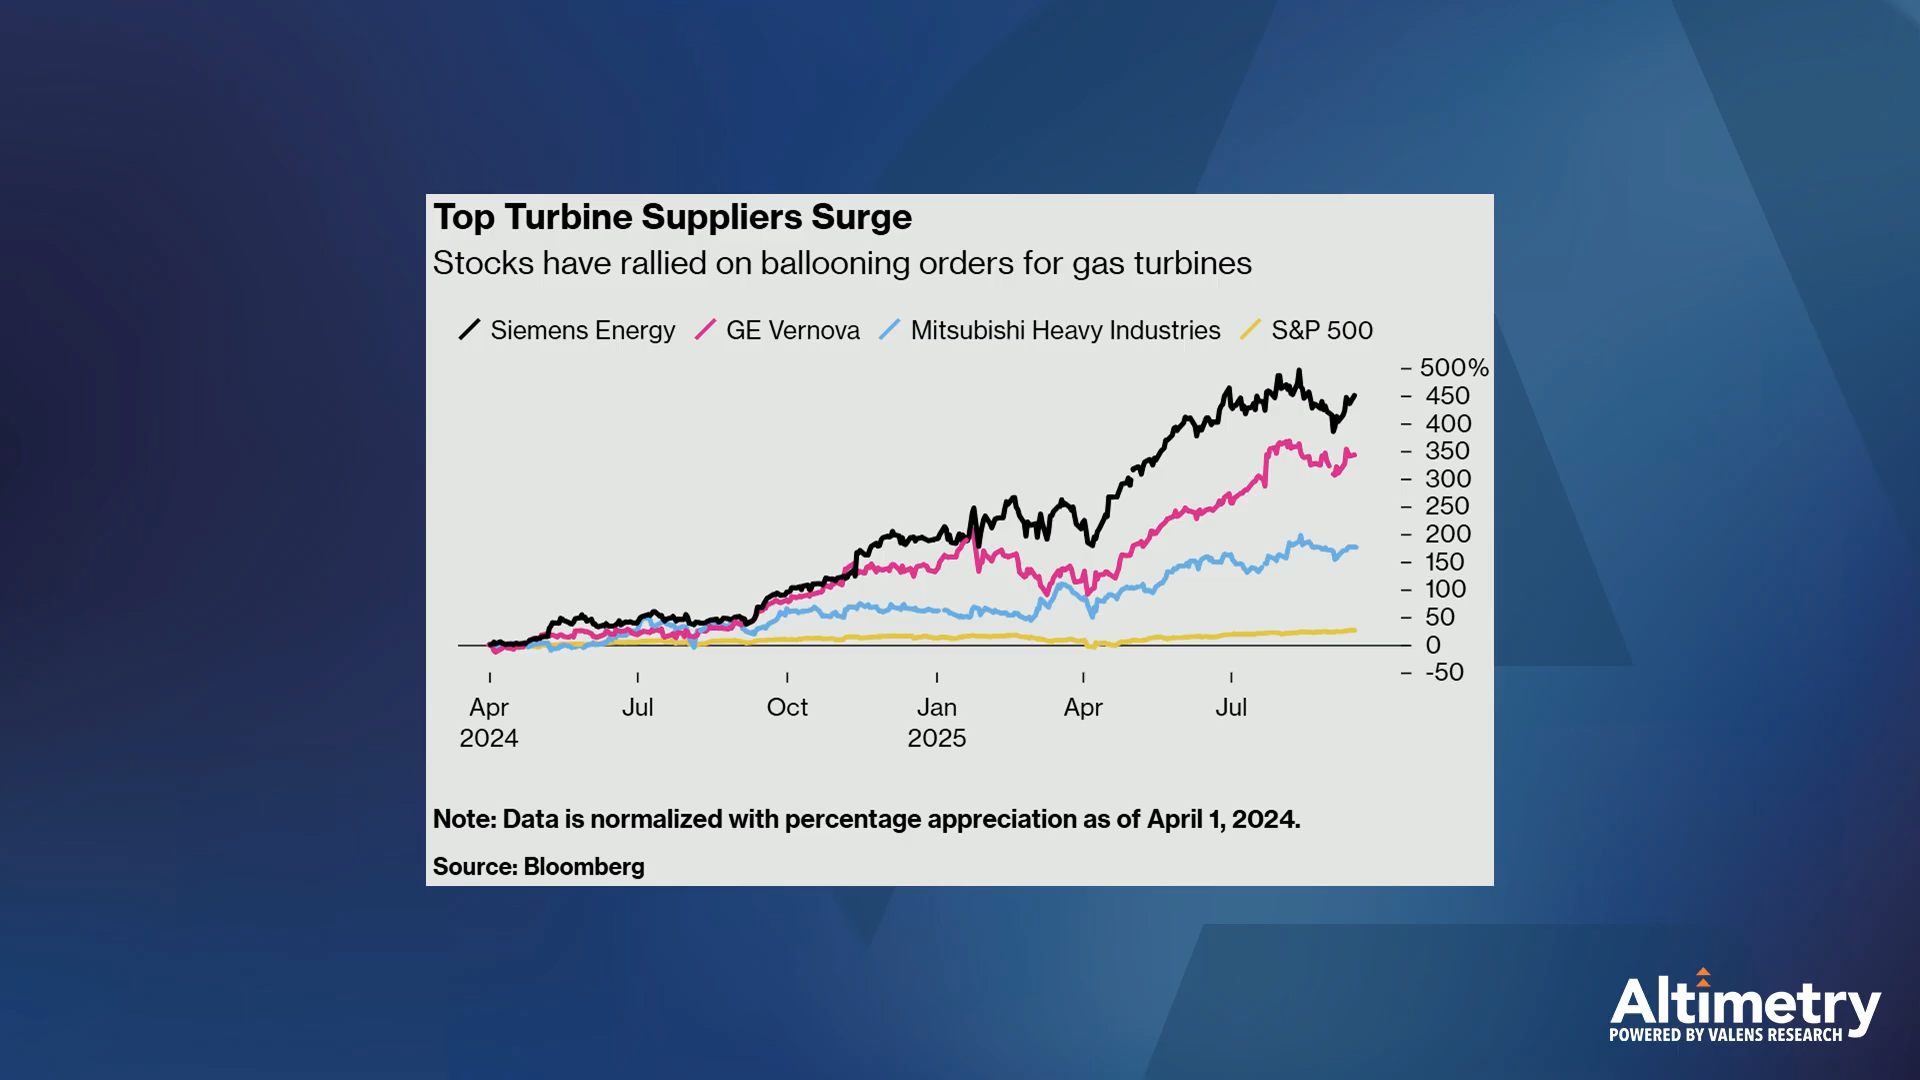 Top Turbine Suppliers Surge
Stocks have rallied on ballooning orders for gas turbines
Siemens Energy GE Vernova Mitsubishi Heavy Industries S&P 500
500%
450
400
350
300
250
200
150
100
50
0
-50
Apr Jul Oct Jan Apr Jul
2024 2025
Note: Data is normalized with percentage appreciation as of April 1, 2024.
Source: Bloomberg
Altimetry
POWERED BY VALENS RESEARCH